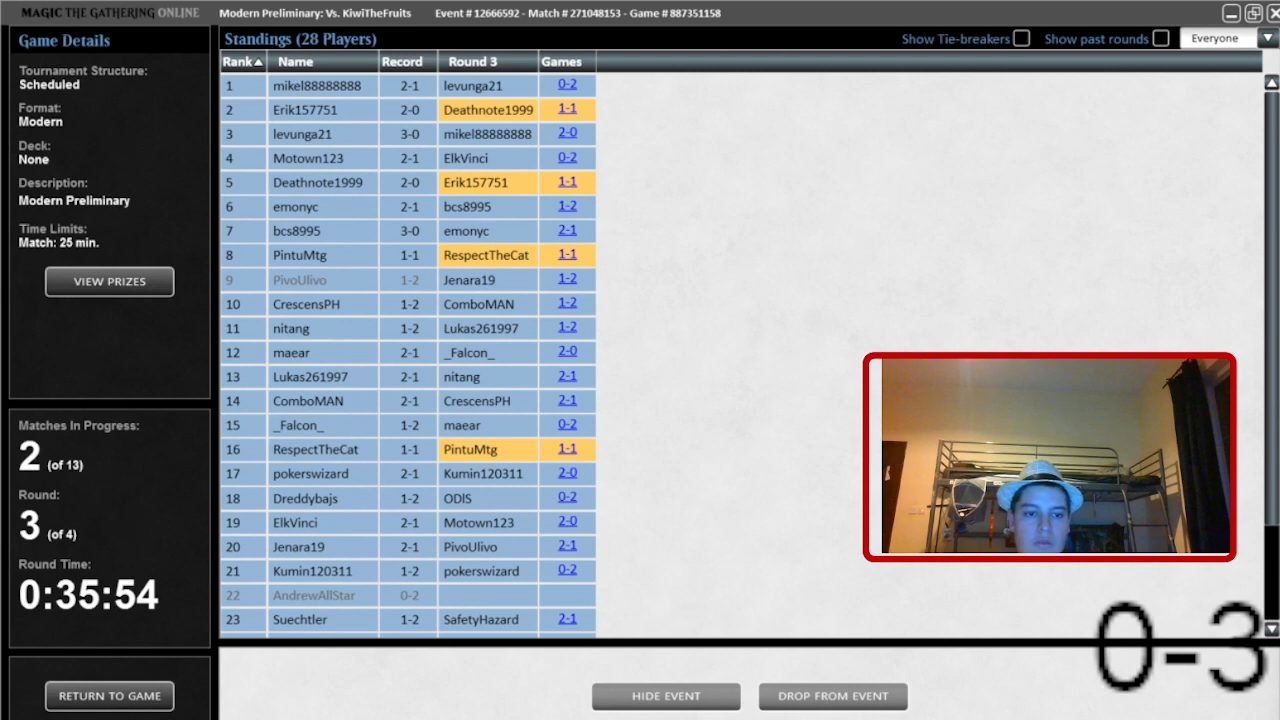 MAGIC THE GATHERING ONLINE Modern Preliminary: Vs. KiwiTheFruits Event # 12666592 - Match # 271048153 - Game # 887351158
Game Details
Tournament Structure:
Scheduled
Format:
Modern
Deck:
None
Description:
Modern Preliminary
Time Limits:
Match: 25 min.
VIEW PRIZES
Matches In Progress:
2 (of 13)
Round:
3 (of 4)
Round Time:
0:35:54
RETURN TO GAME
Standings (28 Players) Show Tie-breakers Show past rounds Everyone
Rank Name Record Round 3 Games
1 mikel88888888 2-1 levunga21 0-2
2 Erik157751 2-0 Deathnote1999 1-1
3 levunga21 3-0 mikel88888888 2-0
4 Motown123 2-1 ElkVinci 0-2
5 Deathnote1999 2-0 Erik157751 1-1
6 emonyc 2-1 bcs8995 1-2
7 bcs8995 3-0 emonyc 2-1
8 PintuMtg 1-1 RespectTheCat 1-1
9 PivoUlivo 1-2 Jenara19 1-2
10 CrescensPH 1-2 ComboMAN 1-2
11 nitang 1-2 Lukas261997 1-2
12 maear 2-1 _Falcon_ 2-0
13 Lukas261997 2-1 nitang 2-1
14 ComboMAN 2-1 CrescensPH 2-1
15 _Falcon_ 1-2 maear 0-2
16 RespectTheCat 1-1 PintuMtg 1-1
17 pokerswizard 2-1 Kumin120311 2-0
18 Dreddybajs 1-2 ODIS 0-2
19 ElkVinci 2-1 Motown123 2-0
20 Jenara19 2-1 PivoUlivo 2-1
21 Kumin120311 1-2 pokerswizard 0-2
22 AndrewAllStar 0-2
23 Suechtler 1-2 SafetyHazard 2-1
0-3
HIDE EVENT DROP FROM EVENT